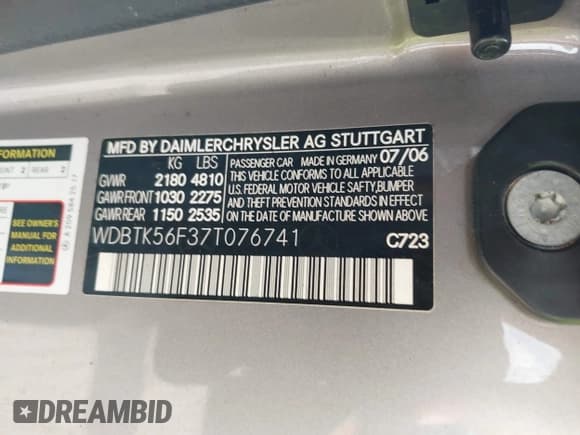 MFD BY DAIMLERCHRYSLER AG STUTTGART
KG LBS
GVWR 2180 4810
GAWR FRONT 1030 2275
GAWR REAR 1150 2535
PASSENGER CAR MADE IN GERMANY 07/06
THIS VEHICLE CONFORMS TO ALL APPLICABLE
U.S. FEDERAL MOTOR VEHICLE SAFTY, BUMPER
AND THEFT PREVENTION STANDARDS IN EFFECT
ON THE DATE OF MANUFACTURE SHOWN ABOVE.
WDBTK56F37T076741
C723
FORMATION
2 REAR 2
SEE OWNER'S
MANUAL FOR
ADDITIONAL
INFORMATION
DREAMBID